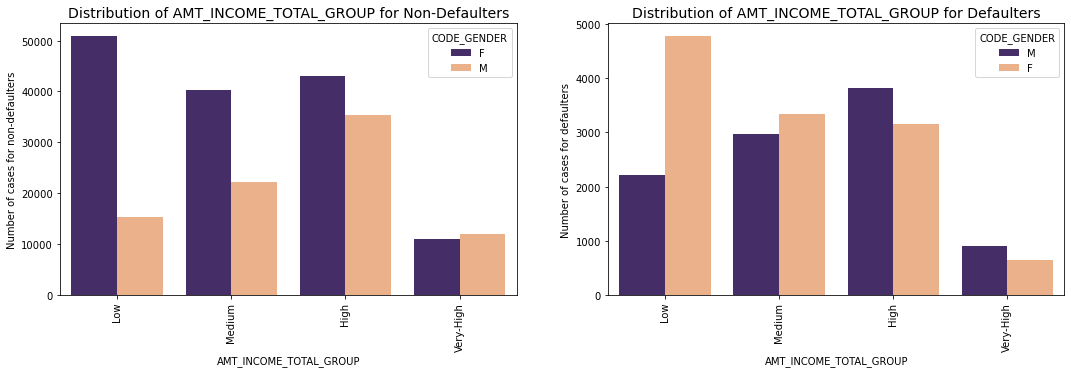 Distribution of AMT_INCOME_TOTAL_GROUP for Non-Defaulters
Number of cases for non-defaulters
50000
40000
30000
20000
10000
0
CODE_GENDER
F
M
Low
Medium
High
Very-High
AMT_INCOME_TOTAL_GROUP
Distribution of AMT_INCOME_TOTAL_GROUP for Defaulters
Number of cases for defaulters
5000
4000
3000
2000
1000
0
CODE_GENDER
M
F
Low
Medium
High
Very-High
AMT_INCOME_TOTAL_GROUP